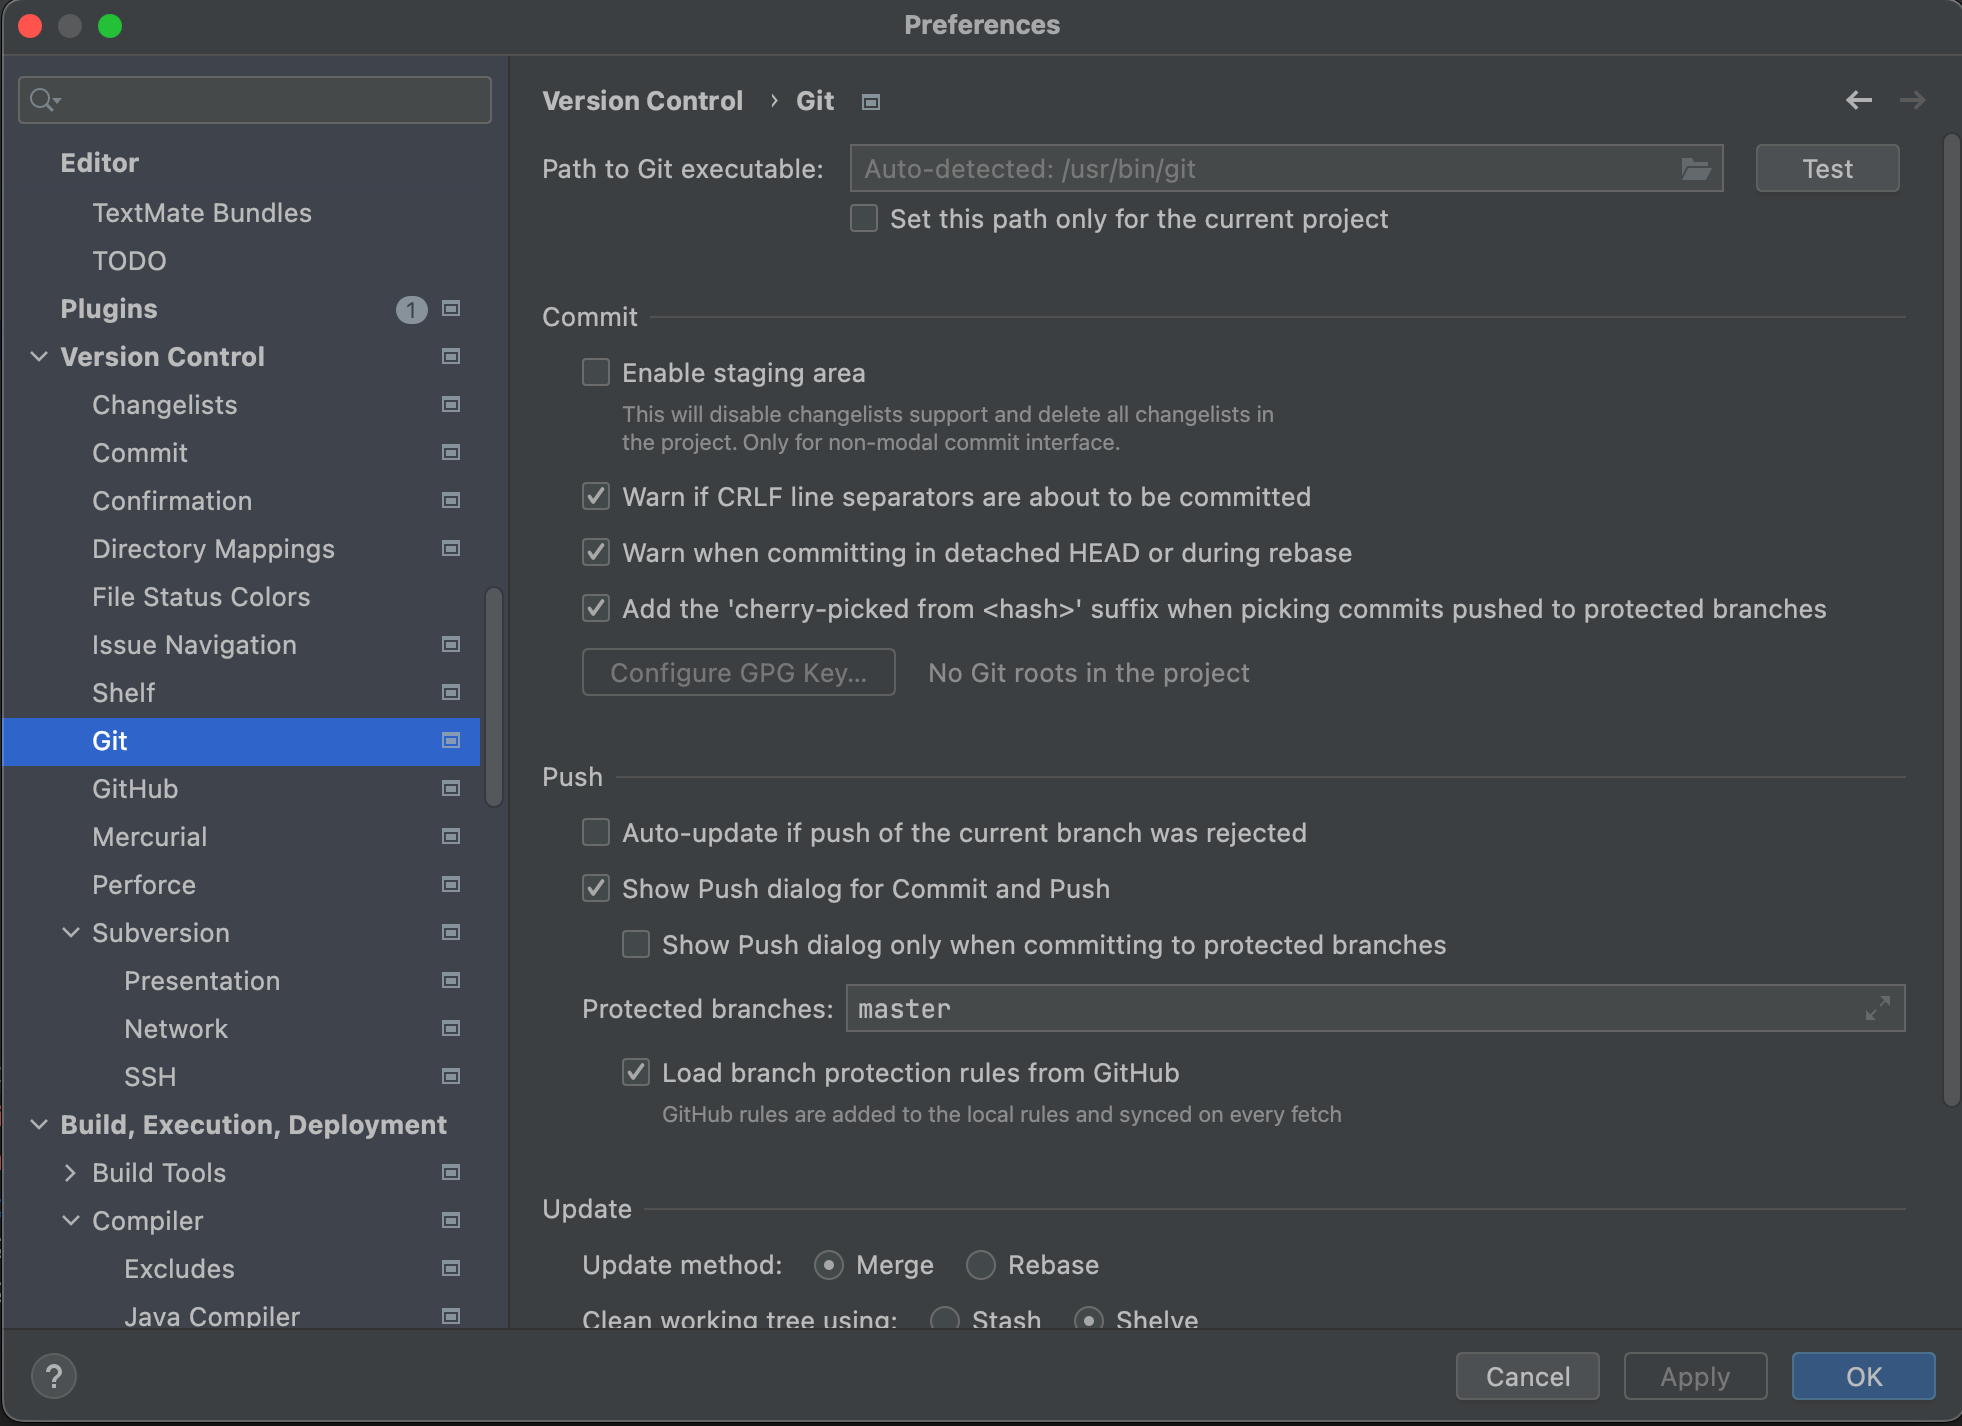 Preferences
Editor
TextMate Bundles
TODO
Plugins 1
Version Control
Changelists
Commit
Confirmation
Directory Mappings
File Status Colors
Issue Navigation
Shelf
Git
GitHub
Mercurial
Perforce
Subversion
Presentation
Network
SSH
Build, Execution, Deployment
Build Tools
Compiler
Excludes
Java Compiler
Version Control › Git
Path to Git executable: Auto-detected: /usr/bin/git Test
Set this path only for the current project
Commit
Enable staging area
This will disable changelists support and delete all changelists in
the project. Only for non-modal commit interface.
Warn if CRLF line separators are about to be committed
Warn when committing in detached HEAD or during rebase
Add the 'cherry-picked from <hash>' suffix when picking commits pushed to protected branches
Configure GPG Key... No Git roots in the project
Push
Auto-update if push of the current branch was rejected
Show Push dialog for Commit and Push
Show Push dialog only when committing to protected branches
Protected branches: master
Load branch protection rules from GitHub
GitHub rules are added to the local rules and synced on every fetch
Update
Update method: Merge Rebase
Clean working tree using: Stash Shelve
? Cancel Apply OK